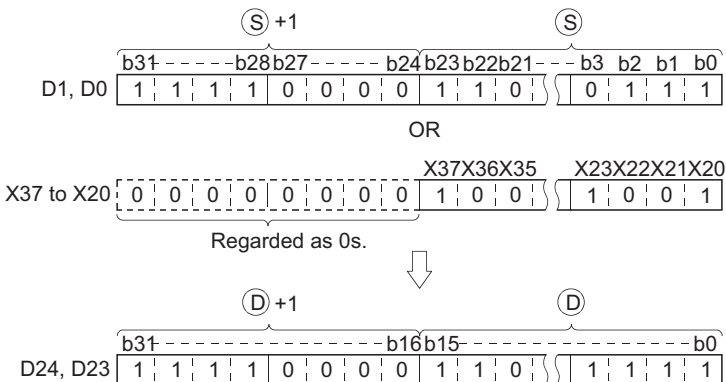 S +1 S
b31 b28 b27 b24 b23 b22 b21 b3 b2 b1 b0
D1, D0 1 1 1 1 0 0 0 0 1 1 0 0 1 1 1
OR
X37 X36 X35 X23 X22 X21 X20
X37 to X20 0 0 0 0 0 0 0 0 1 0 0 1 0 0 1
Regarded as 0s.
D +1 D
b31 b16 b15 b0
D24, D23 1 1 1 1 0 0 0 0 1 1 0 1 1 1 1